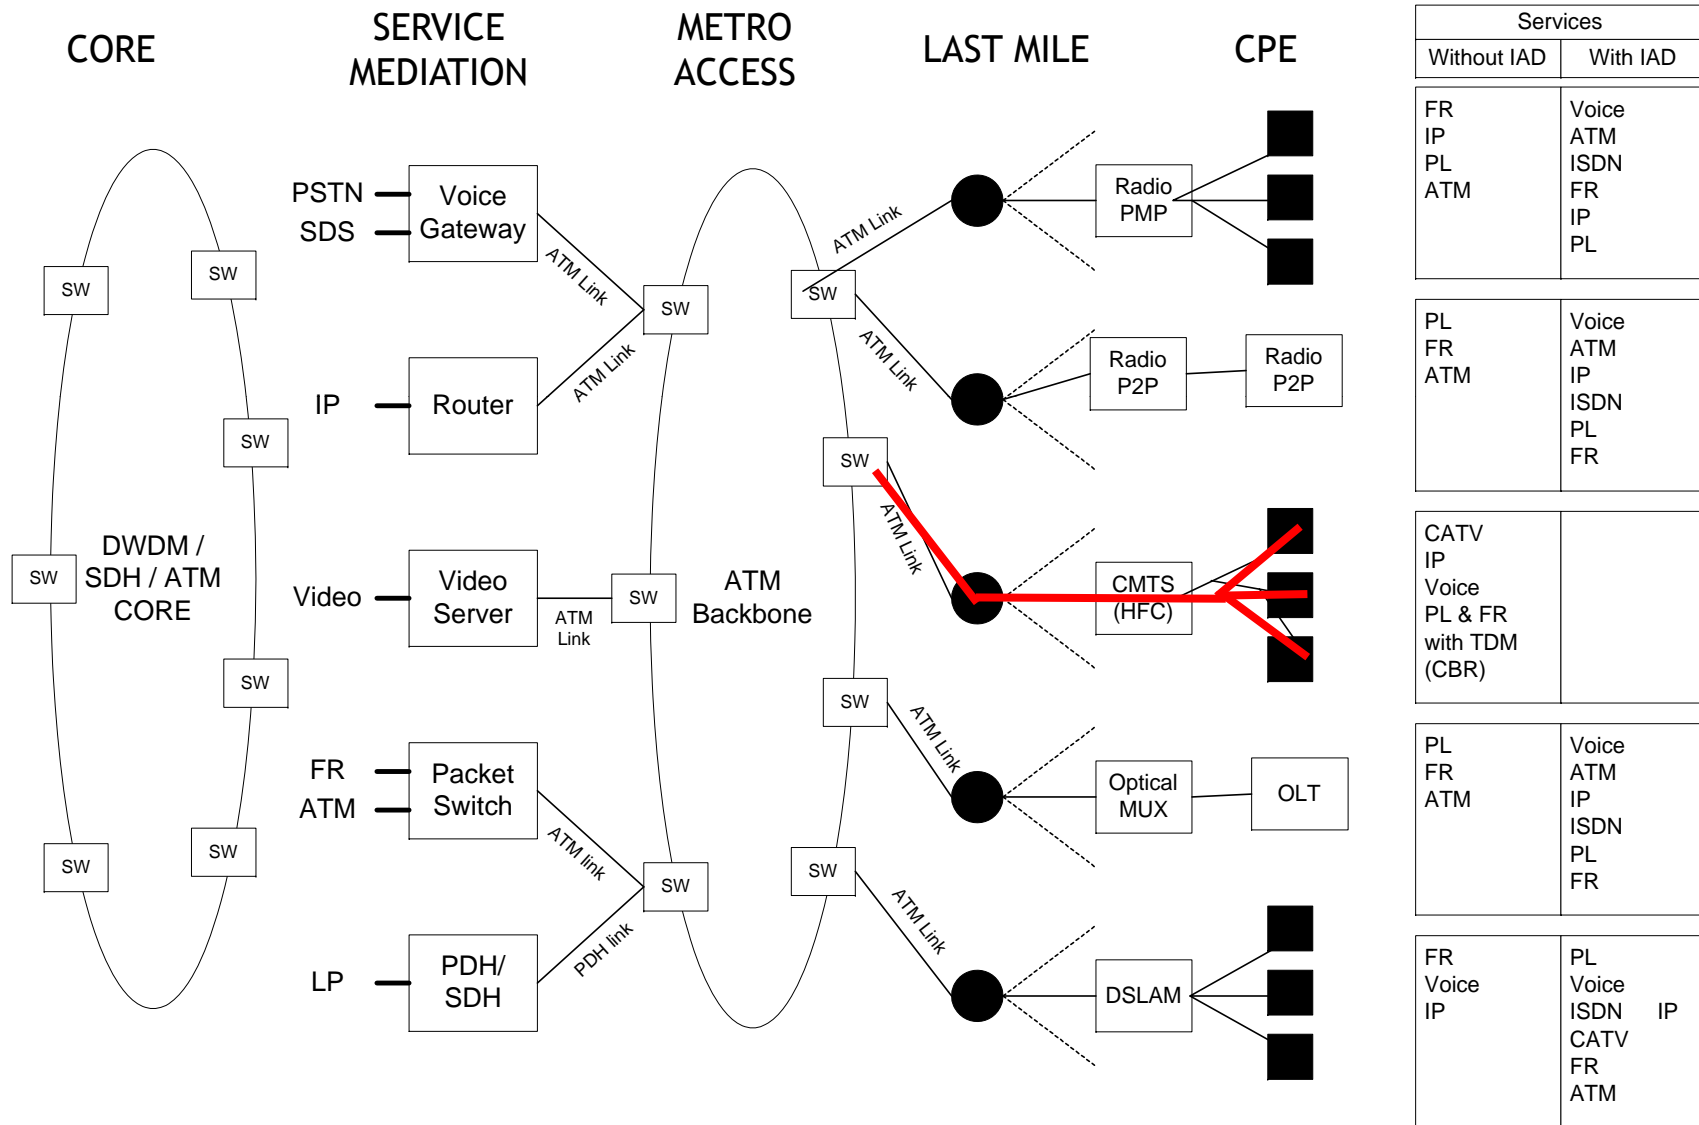 CORE
SERVICE
MEDIATION
METRO
ACCESS
LAST MILE
CPE
Services
Without IAD
With IAD
SW
SW
SW
SW
SW
SW
SW
DWDM /
SDH / ATM
CORE
PSTN
SDS
Voice
Gateway
ATM Link
IP
Router
ATM Link
Video
Video
Server
ATM
Link
FR
ATM
Packet
Switch
ATM link
LP
PDH/
SDH
PDH link
SW
SW
SW
ATM
Backbone
SW
SW
SW
SW
ATM Link
Radio
PMP
ATM Link
Radio
P2P
Radio
P2P
ATM Link
CMTS
(HFC)
ATM Link
Optical
MUX
OLT
ATM Link
DSLAM
FR
IP
PL
ATM
Voice
ATM
ISDN
FR
IP
PL
PL
FR
ATM
Voice
ATM
IP
ISDN
PL
FR
CATV
IP
Voice
PL & FR
with TDM
(CBR)
PL
FR
ATM
Voice
ATM
IP
ISDN
PL
FR
FR
Voice
IP
PL
Voice
ISDN IP
CATV
FR
ATM